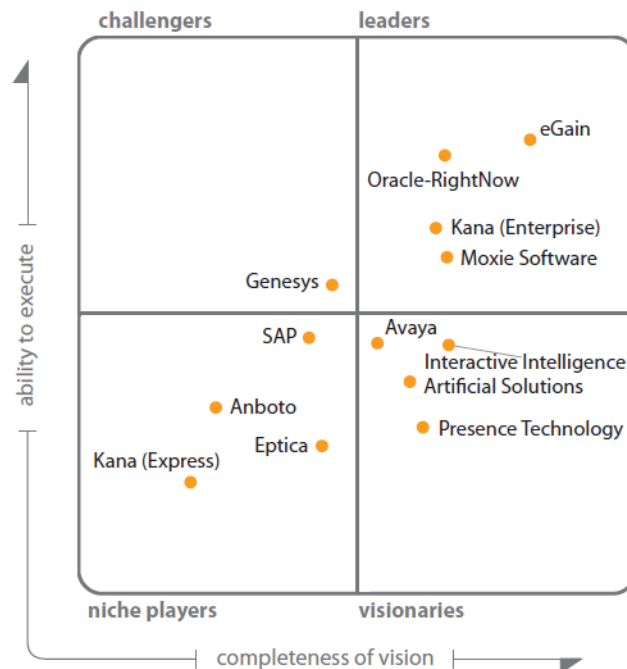 challengers
leaders
eGain
Oracle-RightNow
Kana (Enterprise)
Moxie Software
Genesys
SAP
Avaya
Interactive Intelligence
Artificial Solutions
Anboto
Presence Technology
Eptica
Kana (Express)
niche players
visionaries
ability to execute
completeness of vision